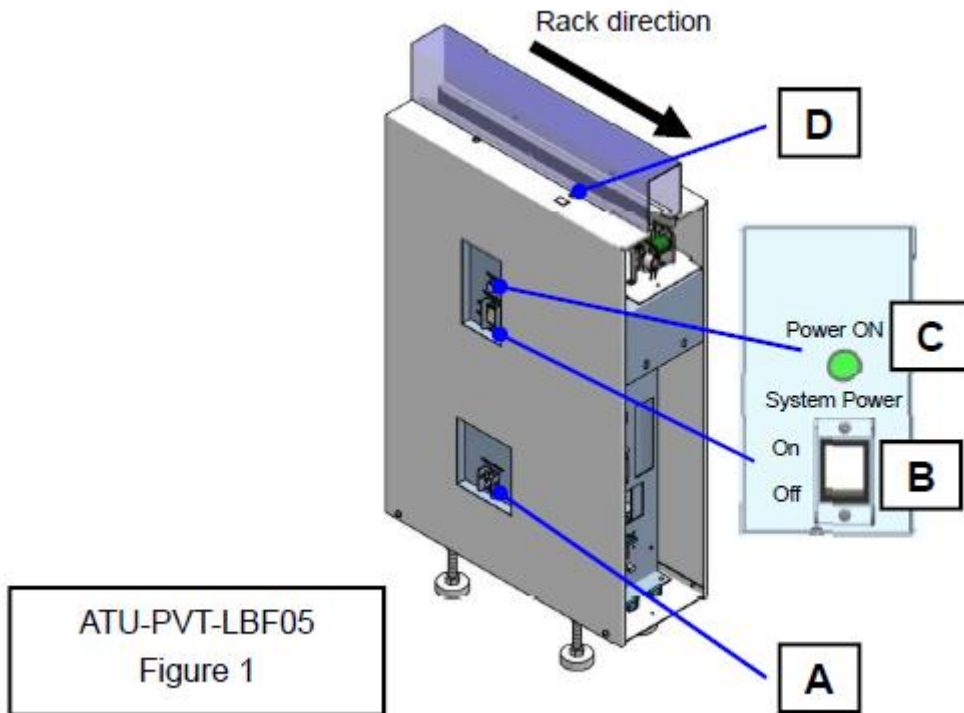 Rack direction
D
Power ON
C
System Power
On
B
Off
ATU-PVT-LBF05
Figure 1
A